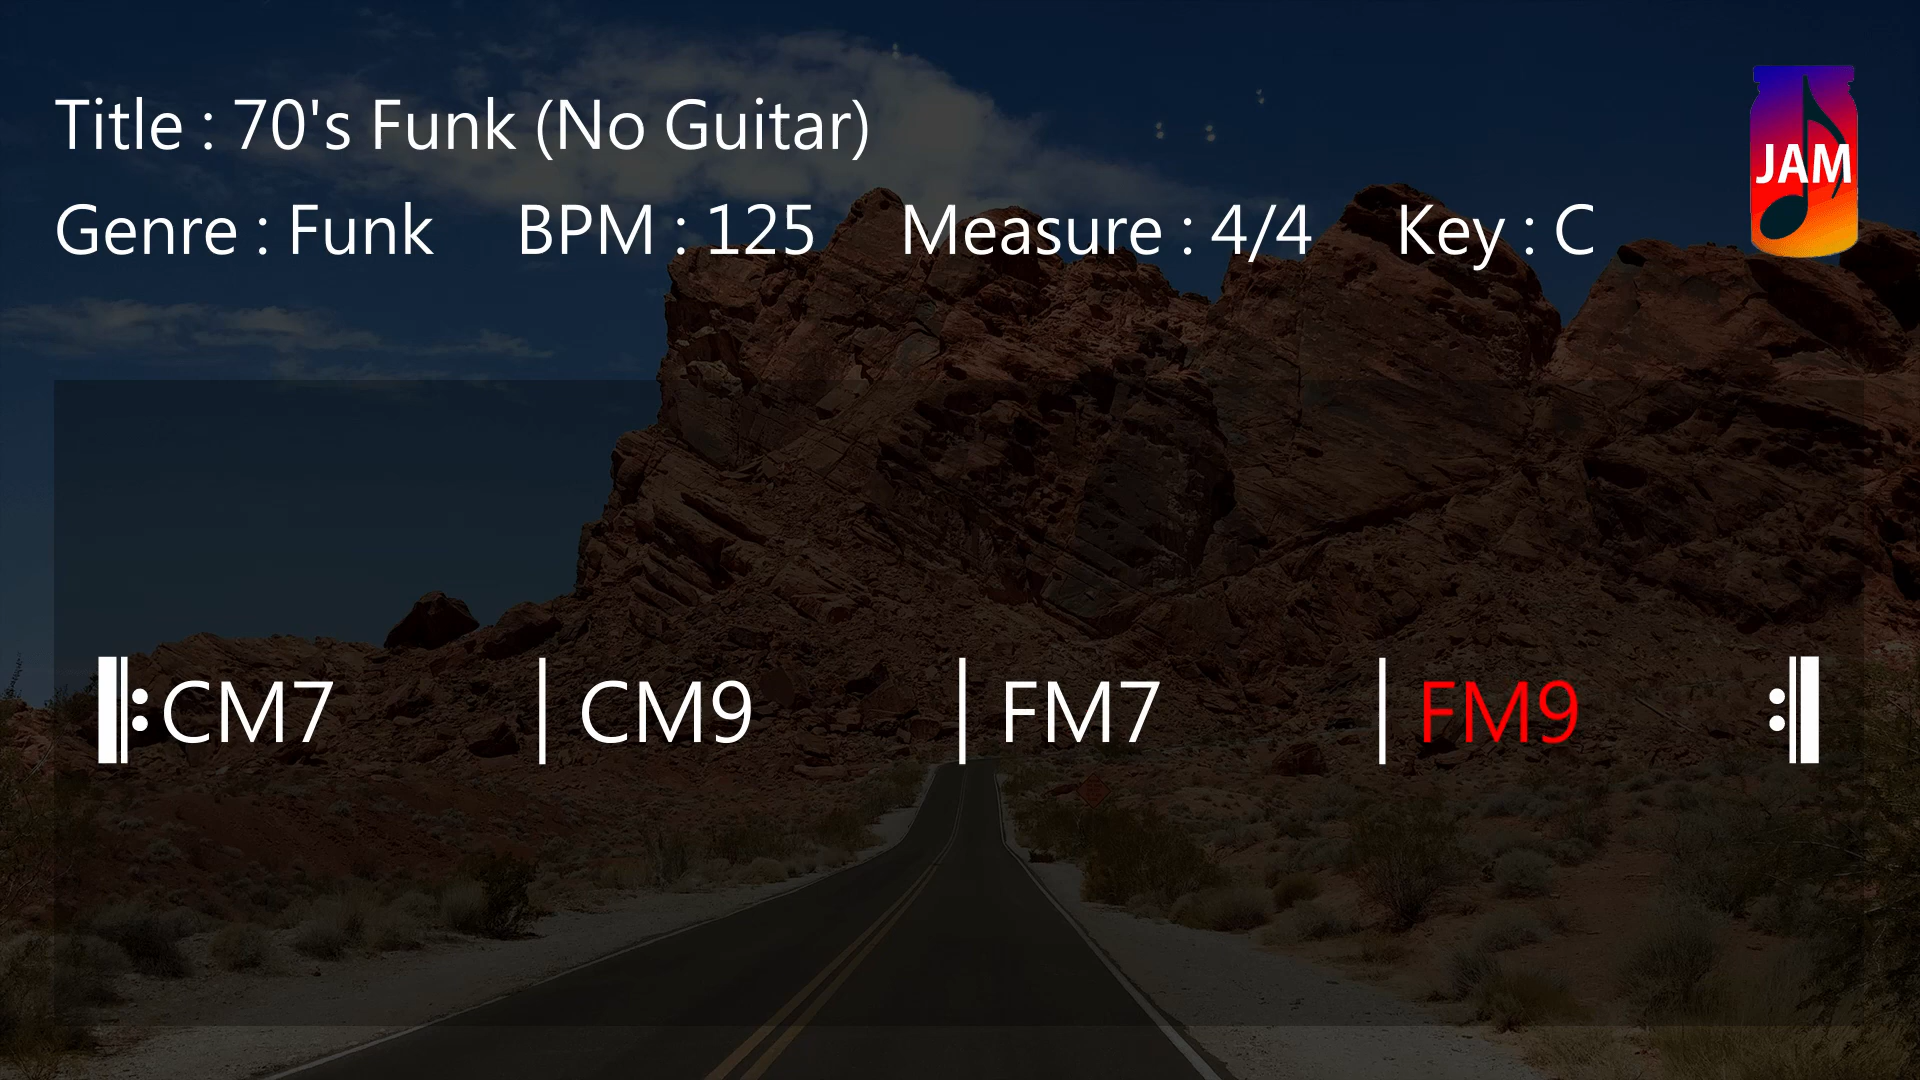 Title : 70's Funk (No Guitar)
JAM
Genre : Funk BPM : 125 Measure : 4/4 Key : C
CM7 CM9 FM7 FM9